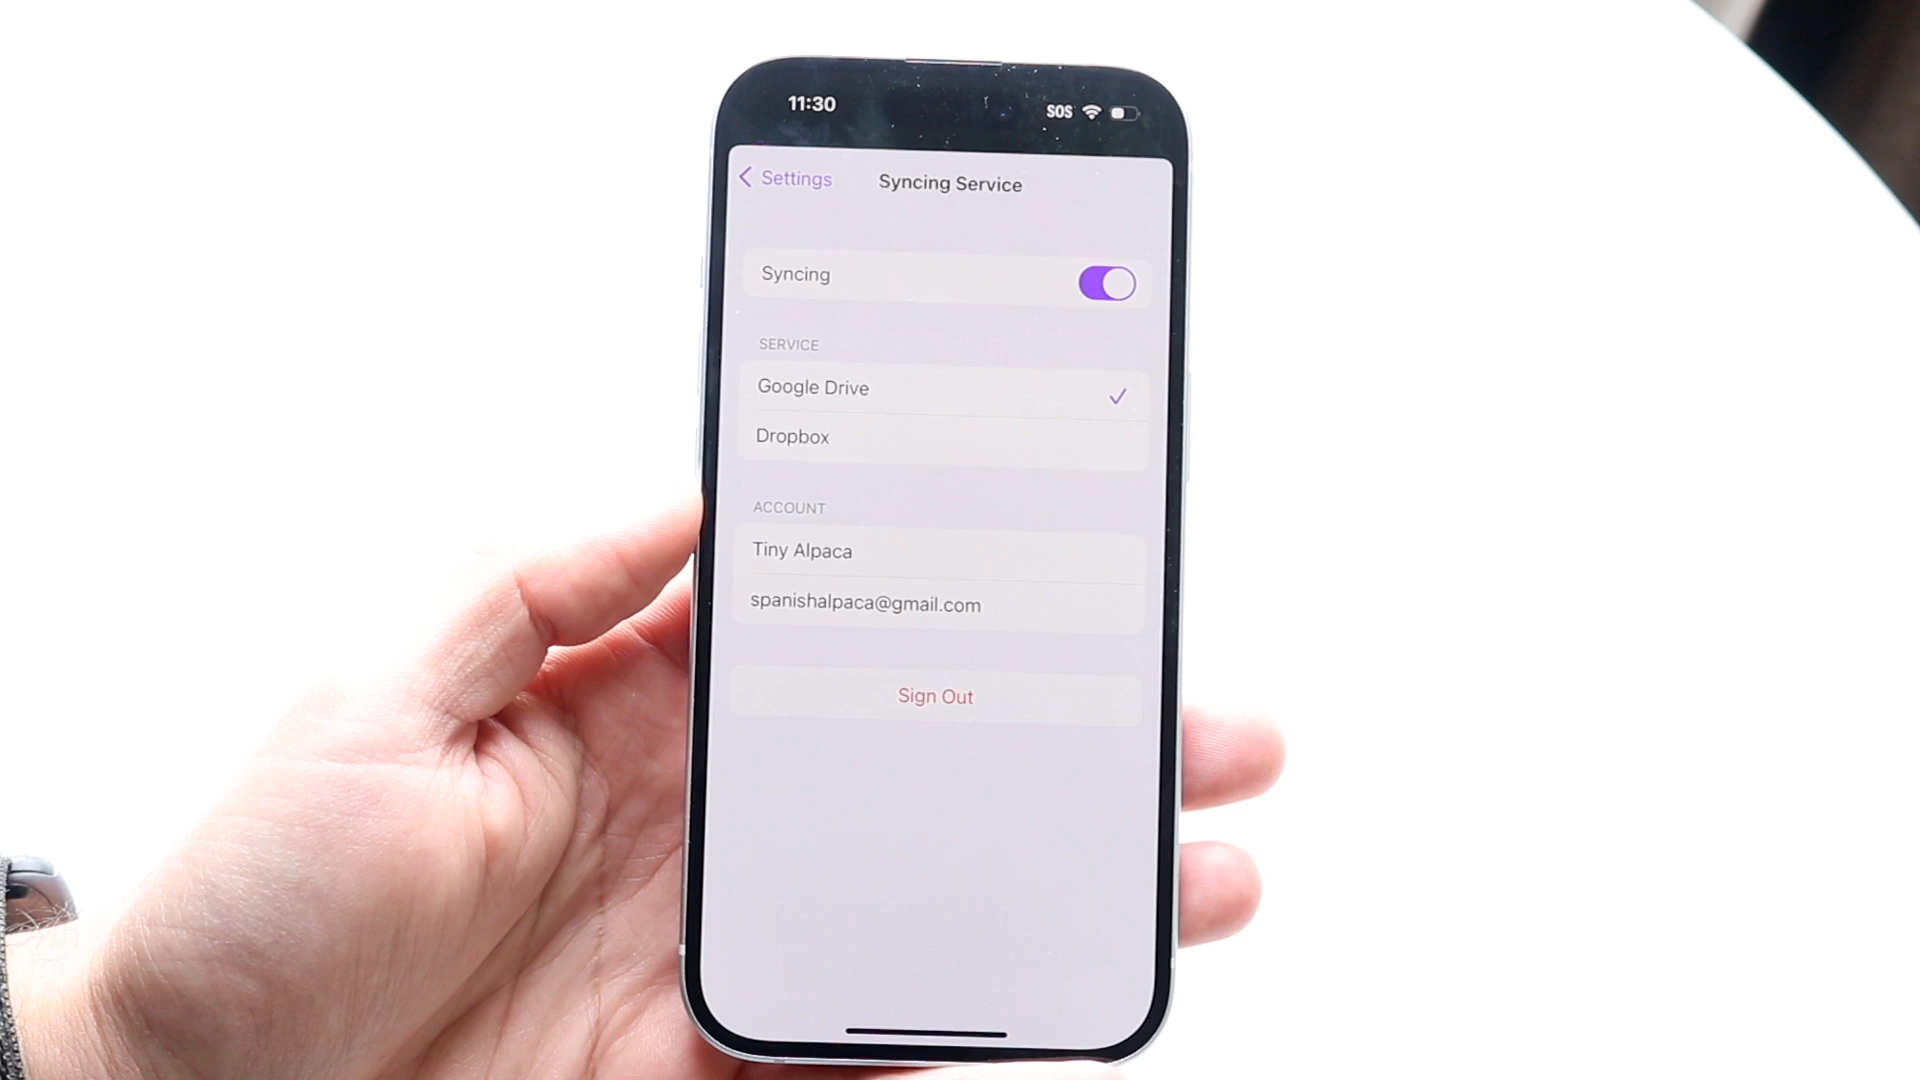 11:30
SOS
Settings
Syncing Service
Syncing
SERVICE
Google Drive
Dropbox
ACCOUNT
Tiny Alpaca
spanishalpaca@gmail.com
Sign Out